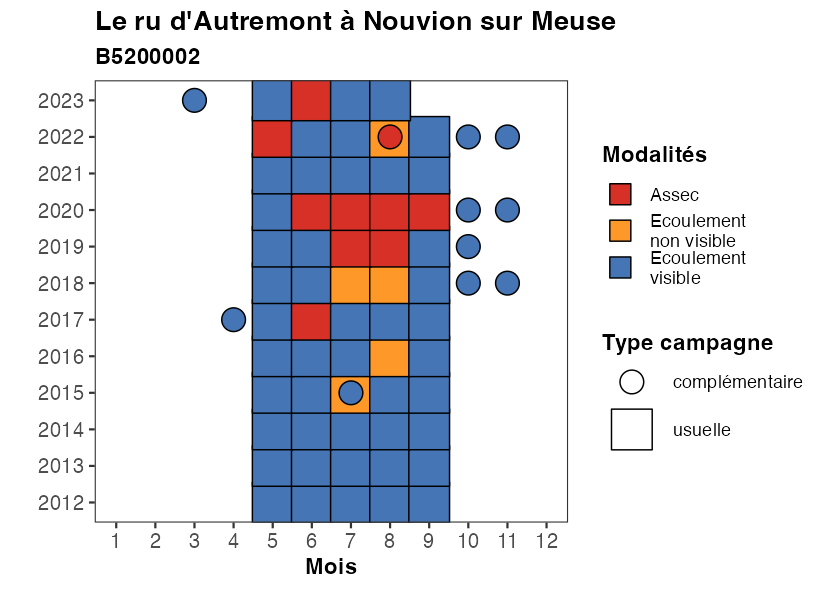 Le ru d'Autremont à Nouvion sur Meuse
B5200002
2023
2022
2021
2020
2019
2018
2017
2016
2015
2014
2013
2012
1 2 3 4 5 6 7 8 9 10 11 12
Mois
Modalités
Assec
Ecoulement
non visible
Ecoulement
visible
Type campagne
complémentaire
usuelle